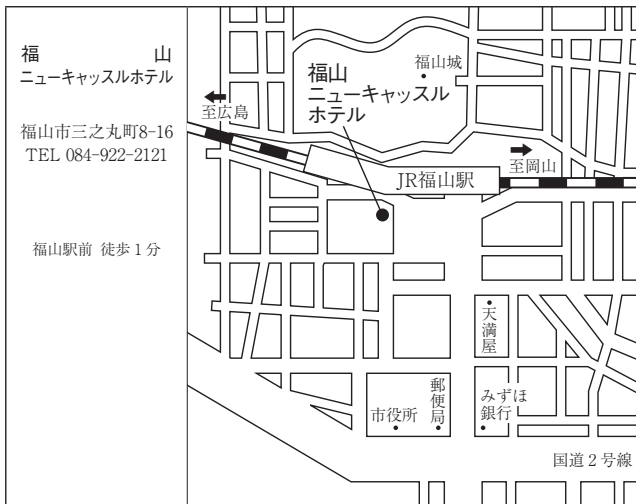 福山
ニューキャッスルホテル
福山市三之丸町8-16
TEL 084-922-2121
福山駅前 徒歩1分
福山城
福山
ニューキャッスル
ホテル
至広島
至岡山
JR福山駅
天満屋
郵便局
市役所
みずほ
銀行
国道2号線